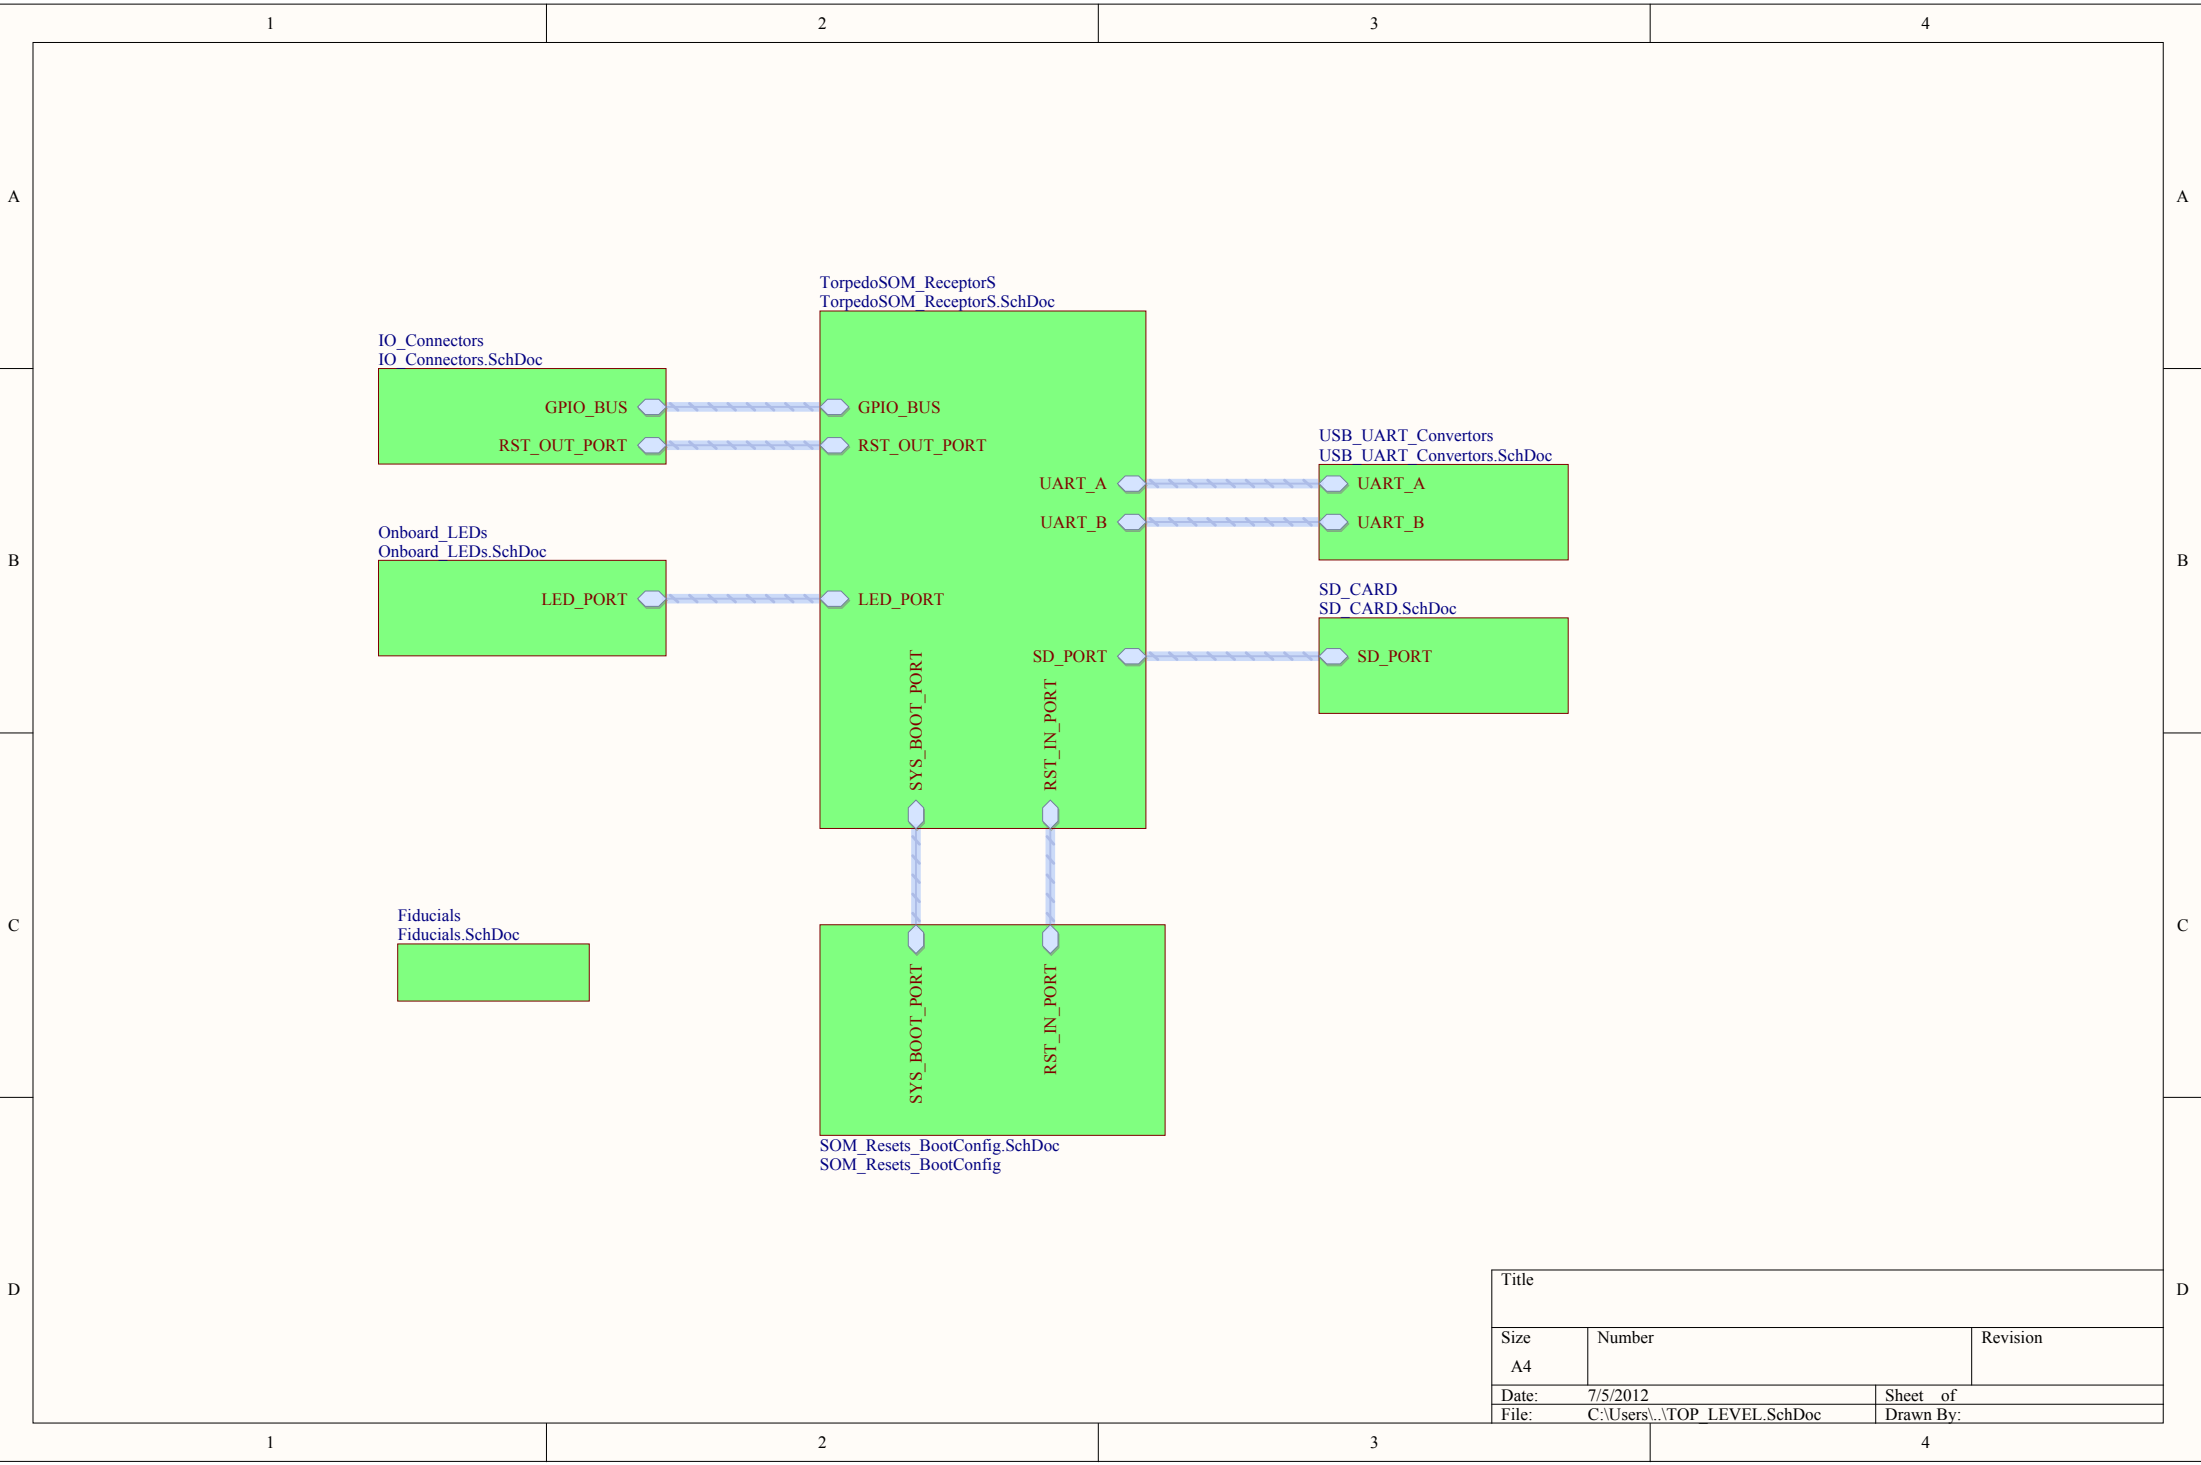 1 2 3 4
A A
TorpedoSOM_ReceptorS
TorpedoSOM_ReceptorS.SchDoc
IO_Connectors
IO_Connectors.SchDoc
GPIO_BUS GPIO_BUS
RST_OUT_PORT RST_OUT_PORT
USB_UART_Convertors
USB_UART_Convertors.SchDoc
UART_A UART_A
UART_B UART_B
Onboard_LEDs
Onboard_LEDs.SchDoc
B B
LED_PORT LED_PORT
SD_CARD
SD_CARD.SchDoc
SD_PORT SD_PORT
SYS_BOOT_PORT
RST_IN_PORT
Fiducials
Fiducials.SchDoc
C C
SYS_BOOT_PORT
RST_IN_PORT
SOM_Resets_BootConfig.SchDoc
SOM_Resets_BootConfig
D D
Title
Size Number Revision
A4
Date: 7/5/2012 Sheet of
File: C:\Users\..\TOP_LEVEL.SchDoc Drawn By:
1 2 3 4